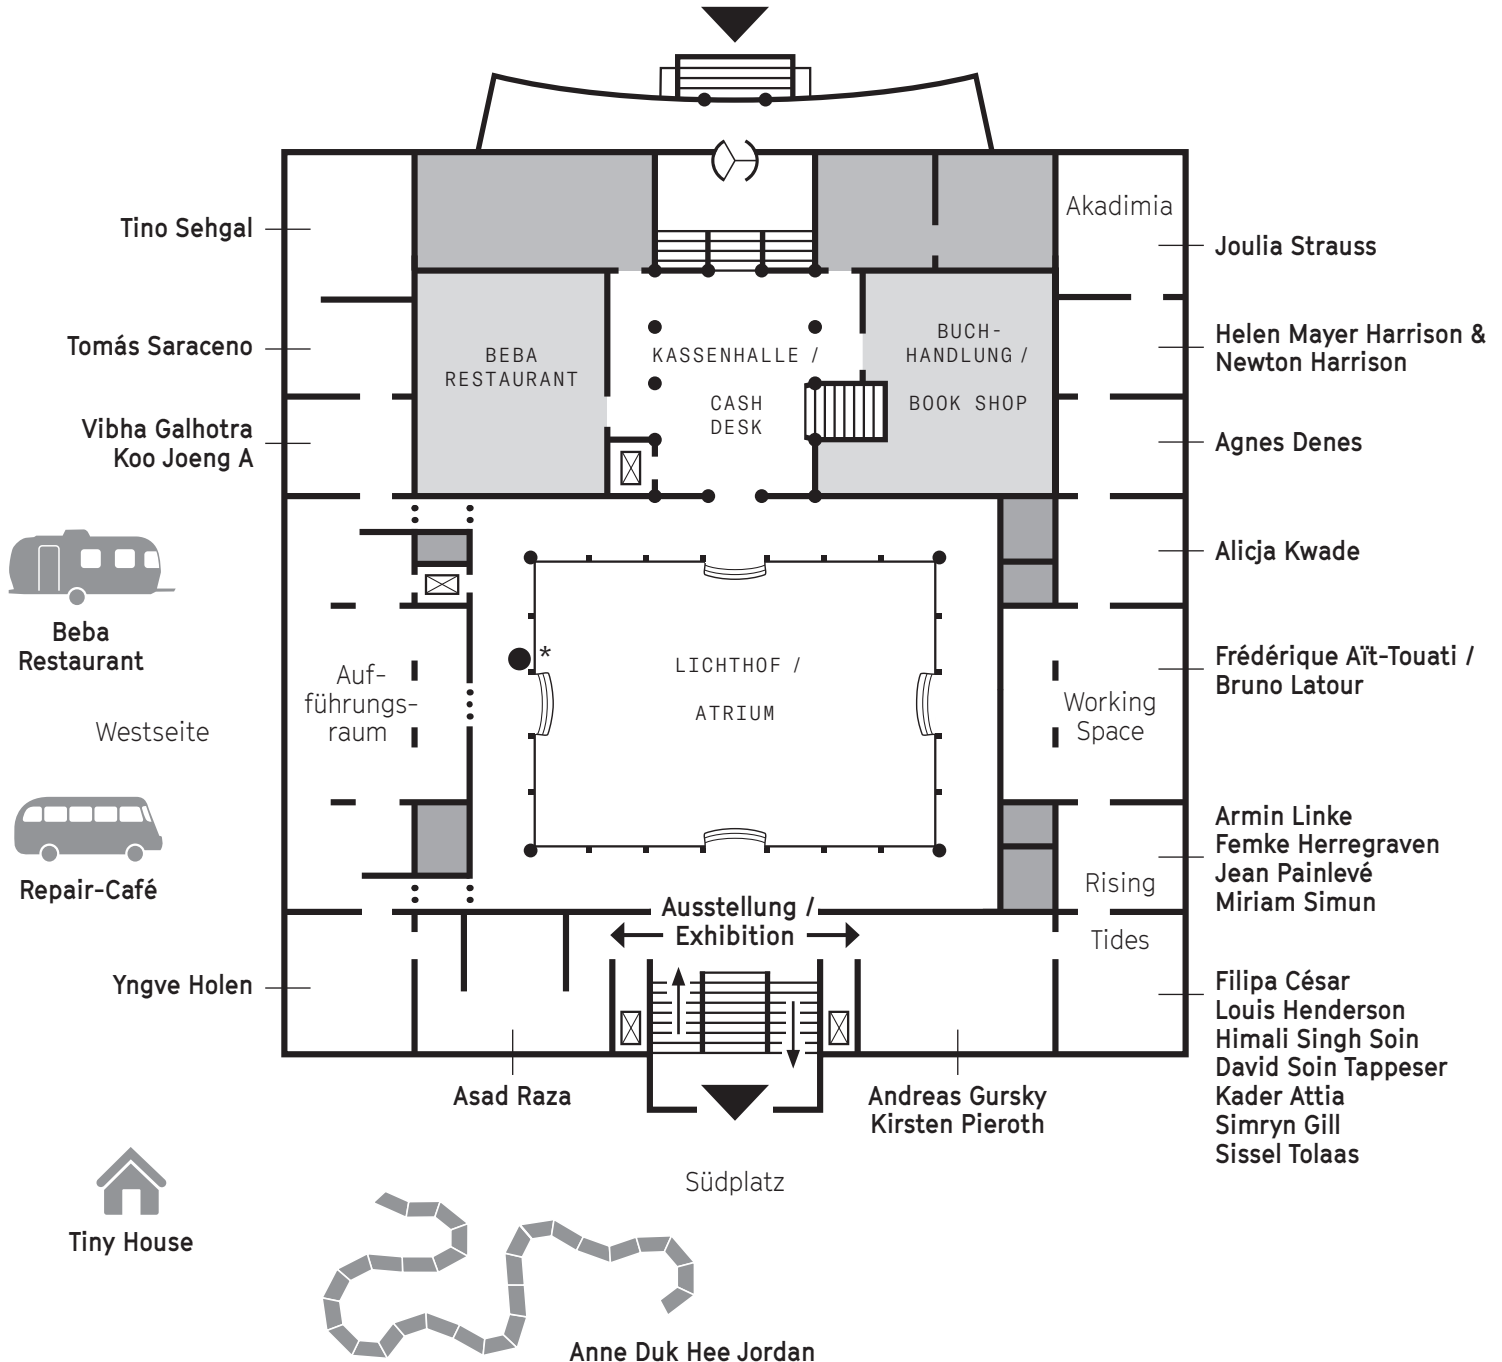 Akadimia
Tino Sehgal
Joulia Strauss
Tomás Saraceno
BEBA
RESTAURANT
KASSENHALLE /
CASH
DESK
BUCH-
HANDLUNG /
BOOK SHOP
Helen Mayer Harrison &
Newton Harrison
Vibha Galhotra
Koo Joeng A
Agnes Denes
Alicja Kwade
Beba
Restaurant
Westseite
Repair-Café
Auf-
führungs-
raum
*
LICHTHOF /
ATRIUM
Working
Space
Frédérique Aït-Touati /
Bruno Latour
Armin Linke
Femke Herregraven
Jean Painlevé
Miriam Simun
Rising
Tides
Ausstellung /
Exhibition
Yngve Holen
Filipa César
Louis Henderson
Himali Singh Soin
David Soin Tappeser
Kader Attia
Simryn Gill
Sissel Tolaas
Asad Raza
Andreas Gursky
Kirsten Pieroth
Südplatz
Tiny House
Anne Duk Hee Jordan